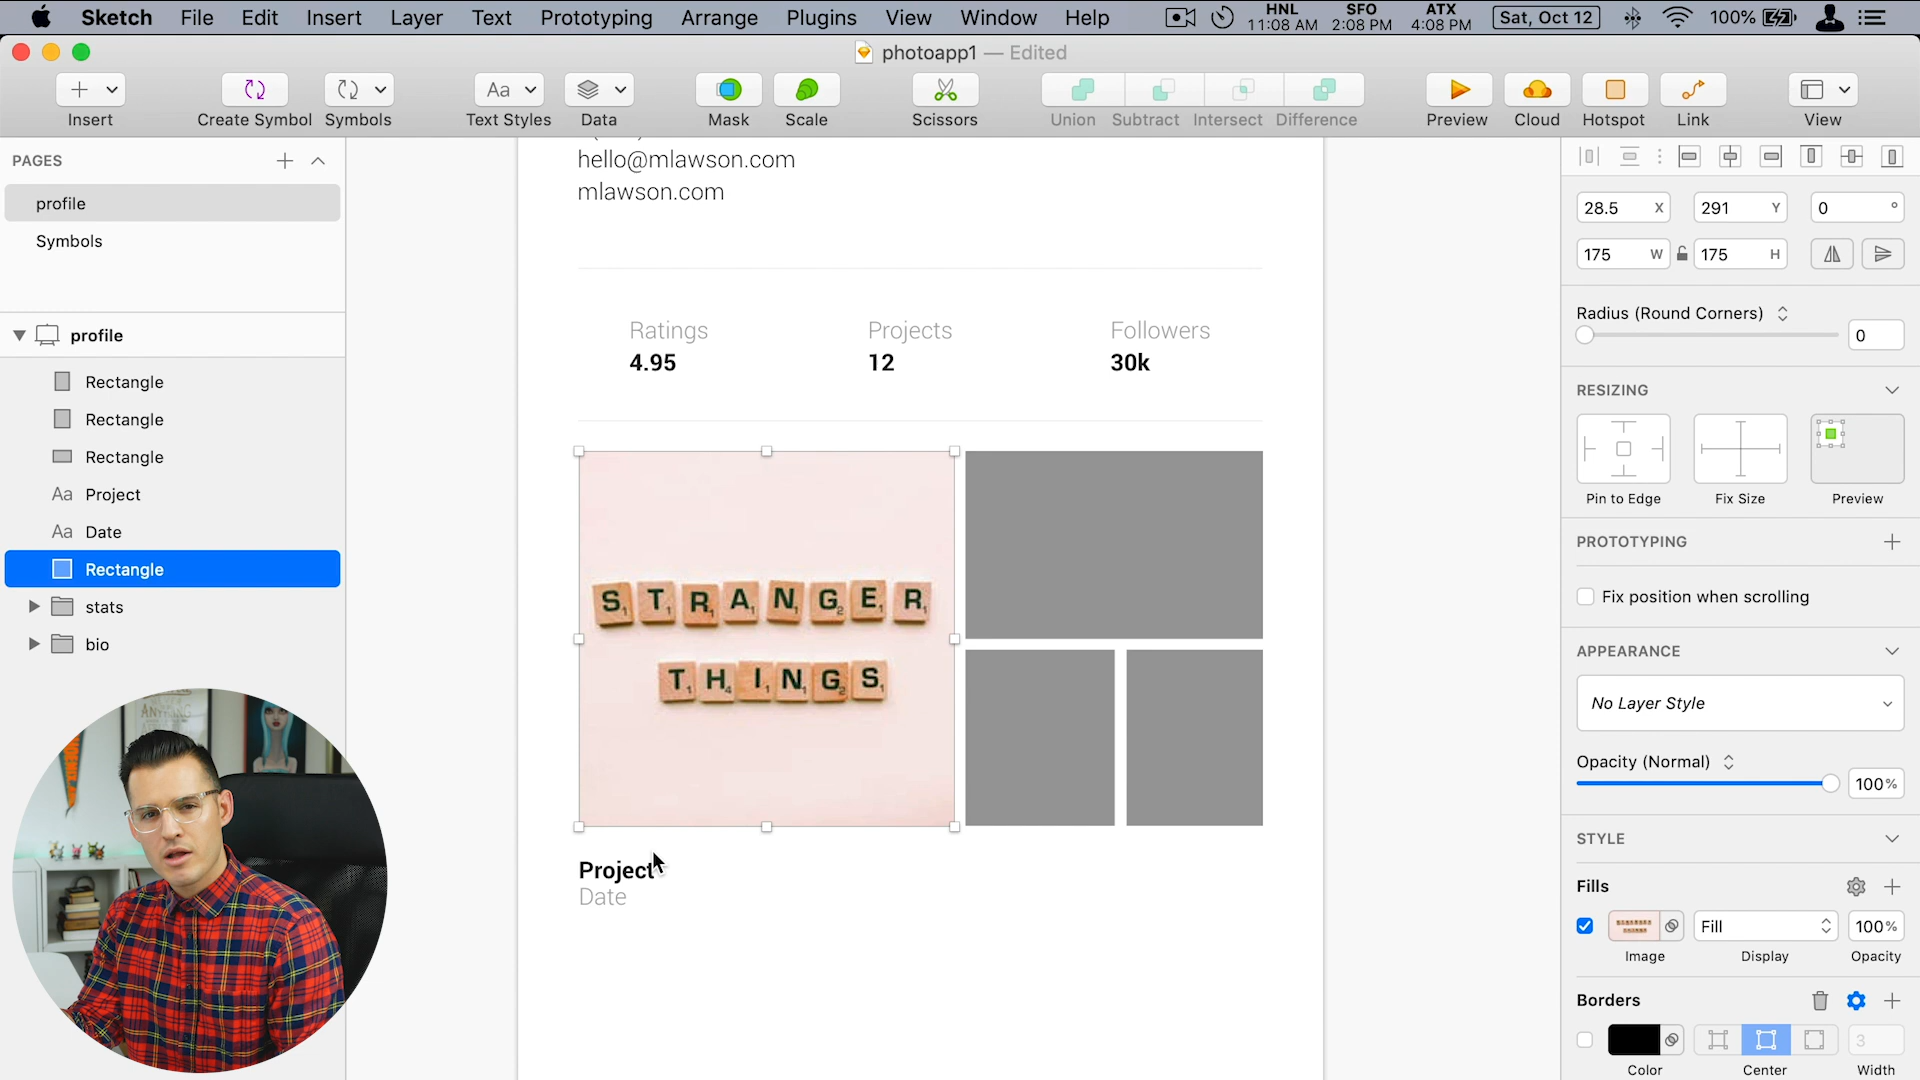 Sketch File Edit Insert Layer Text Prototyping Arrange Plugins View Window Help
HNL 11:08 AM SFO 2:08 PM ATX 4:08 PM Sat, Oct 12 100%
photoapp1 — Edited
Insert Create Symbol Symbols Text Styles Data Mask Scale Scissors Union Subtract Intersect Difference Preview Cloud Hotspot Link View
Aa
PAGES
profile
Symbols
profile
Rectangle
Rectangle
Rectangle
Aa Project
Aa Date
Rectangle
stats
bio
hello@mlawson.com
mlawson.com
Ratings Projects Followers
4.95 12 30k
STRANGER
THINGS
Project
Date
28.5 X 291 Y 0 °
175 W 175 H
Radius (Round Corners)
0
RESIZING
Pin to Edge Fix Size Preview
PROTOTYPING
Fix position when scrolling
APPEARANCE
No Layer Style
Opacity (Normal)
100%
STYLE
Fills
Fill 100%
Image Display Opacity
Borders
3
Color Center Width